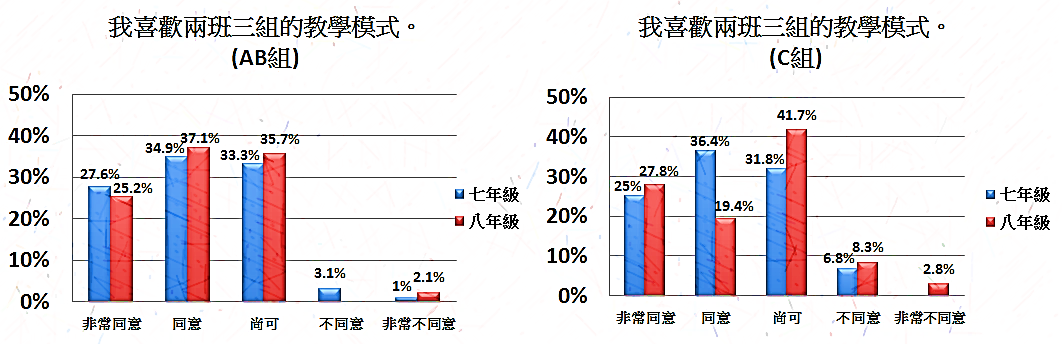 我喜歡兩班三組的教學模式。
(AB組)
50%
40%
30%
20%
10%
0%
27.6%
25.2%
34.9%
37.1%
33.3%
35.7%
3.1%
1%
2.1%
非常同意
同意
尚可
不同意
非常不同意
七年級
八年級
我喜歡兩班三組的教學模式。
(C組)
50%
40%
30%
20%
10%
0%
25%
27.8%
36.4%
19.4%
31.8%
41.7%
6.8%
8.3%
2.8%
非常同意
同意
尚可
不同意
非常不同意
七年級
八年級